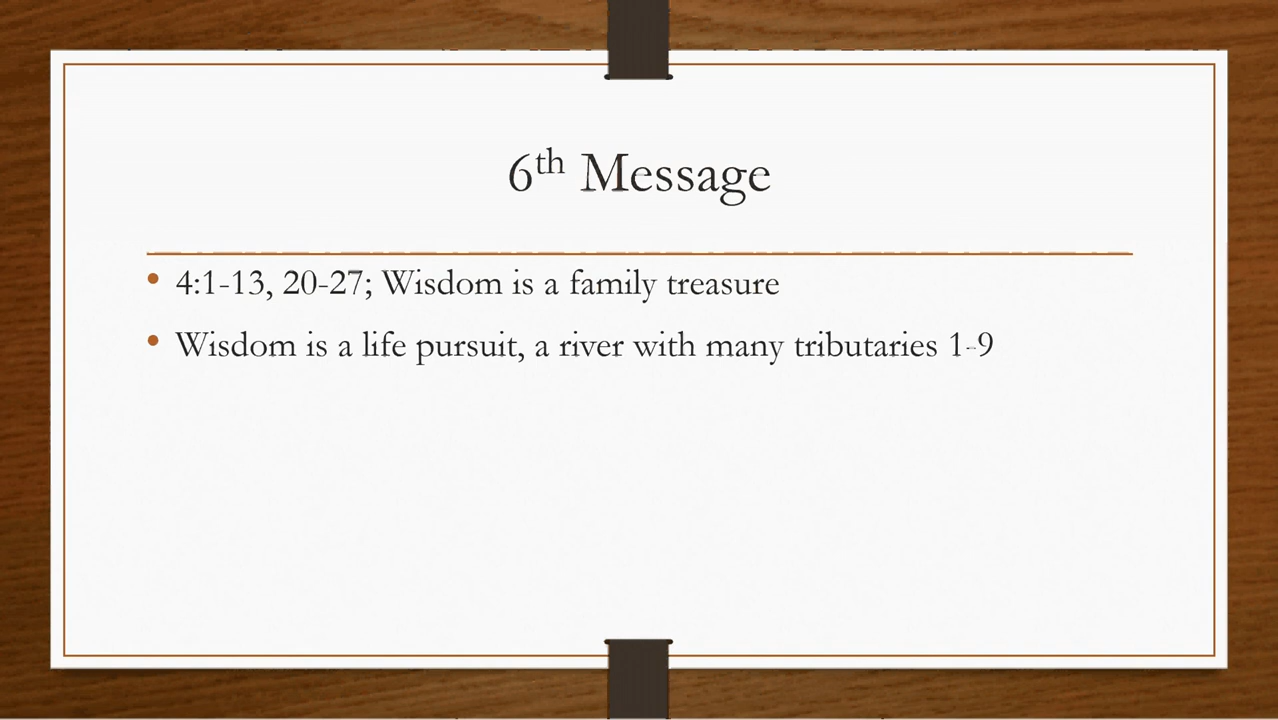 6th Message
• 4:1-13, 20-27; Wisdom is a family treasure
• Wisdom is a life pursuit, a river with many tributaries 1-9